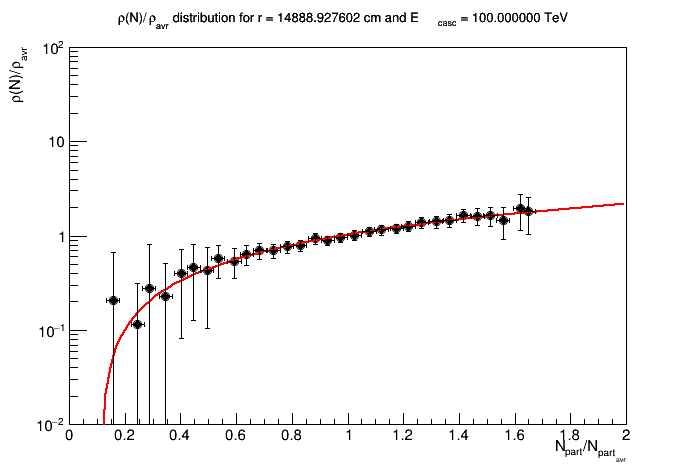 ρ(N)/ρavr distribution for r = 14888.927602 cm and E casc = 100.000000 TeV
ρ(N)/ρavr
10²
10
1
10⁻¹
10⁻²
0 0.2 0.4 0.6 0.8 1 1.2 1.4 1.6 1.8 2
Npart/Npartavr